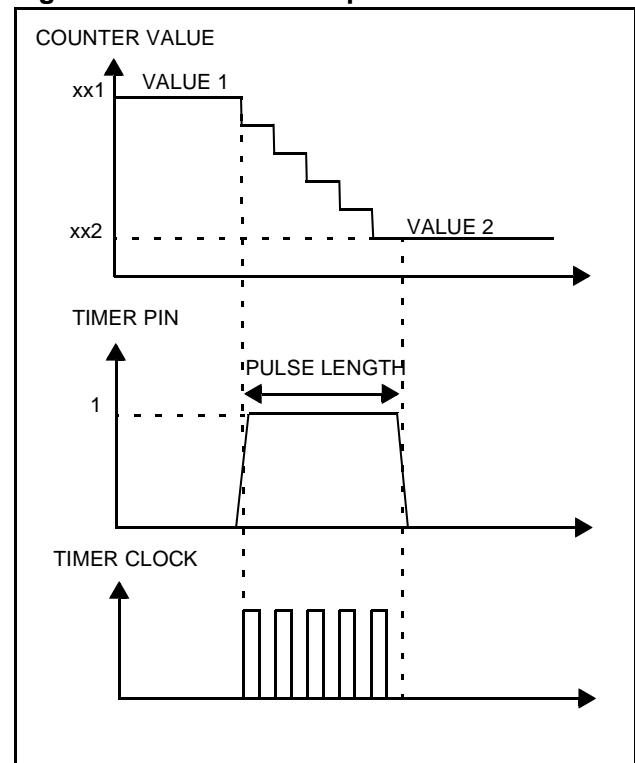 COUNTER VALUE
xx1
VALUE 1
xx2
VALUE 2
TIMER PIN
PULSE LENGTH
1
TIMER CLOCK